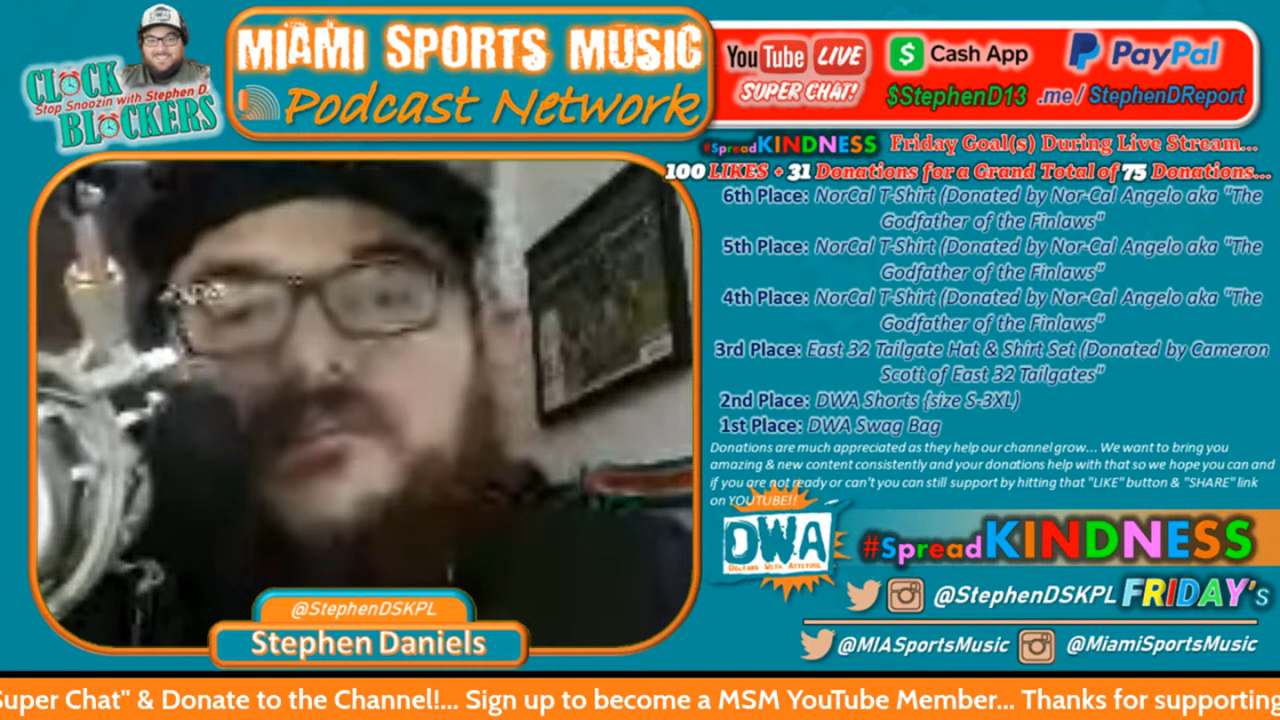 CLOCK
Stop Snoozin with Stephen D.
BLOCKERS
DWA
MIAMI SPORTS MUSIC
Podcast Network
YouTube LIVE
SUPER CHAT!
$ Cash App
$StephenD13
PayPal
.me/StephenDReport
#SpreadKINDNESS Friday Goal(s) During Live Stream...
100 LIKES + 31 Donations for a Grand Total of 75 Donations...
6th Place: NorCal T-Shirt (Donated by Nor-Cal Angelo aka "The
Godfather of the Finlaws"
5th Place: NorCal T-Shirt (Donated by Nor-Cal Angelo aka "The
Godfather of the Finlaws"
4th Place: NorCal T-Shirt (Donated by Nor-Cal Angelo aka "The
Godfather of the Finlaws"
3rd Place: East 32 Tailgate Hat & Shirt Set (Donated by Cameron
Scott of East 32 Tailgates"
2nd Place: DWA Shorts {size S-3XL)
1st Place: DWA Swag Bag
Donations are much appreciated as they help our channel grow... We want to bring you
amazing & new content consistently and your donations help with that so we hope you can and
if you are not ready or can't you can still support by hitting that "LIKE" button & "SHARE" link
on YOUTUBE!!
DWA
Dolfans With Attitude
#SpreadKINDNESS
@StephenDSKPL FRIDAY's
@MIASportsMusic @MiamiSportsMusic
@StephenDSKPL
Stephen Daniels
Super Chat" & Donate to the Channel!... Sign up to become a MSM YouTube Member... Thanks for supporting